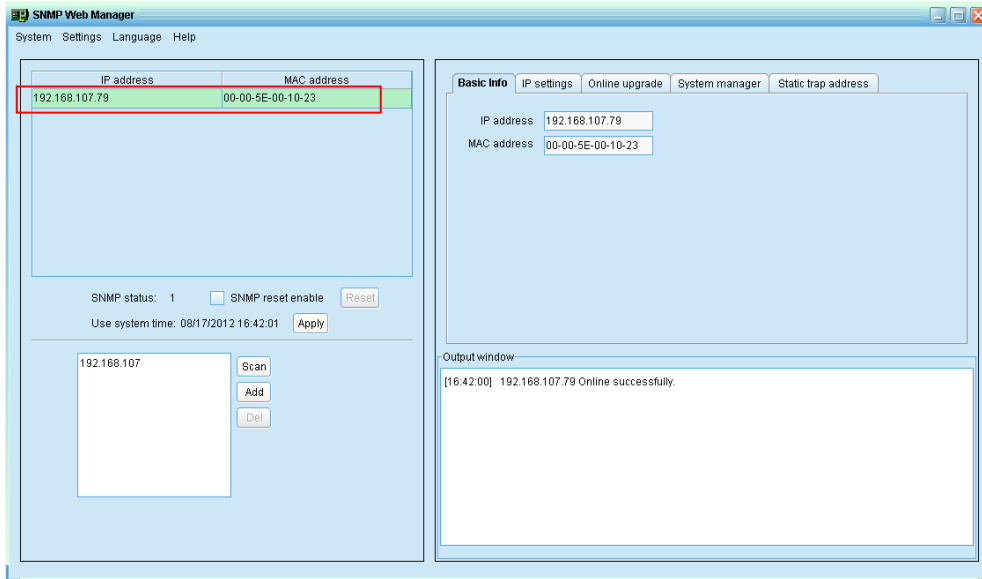 SNMP Web Manager
System Settings Language Help
IP address MAC address
192.168.107.79 00-00-5E-00-10-23
SNMP status: 1 SNMP reset enable Reset
Use system time: 08/17/2012 16:42:01 Apply
192.168.107
Scan
Add
Del
Basic Info IP settings Online upgrade System manager Static trap address
IP address 192.168.107.79
MAC address 00-00-5E-00-10-23
Output window
[16:42:00] 192.168.107.79 Online successfully.